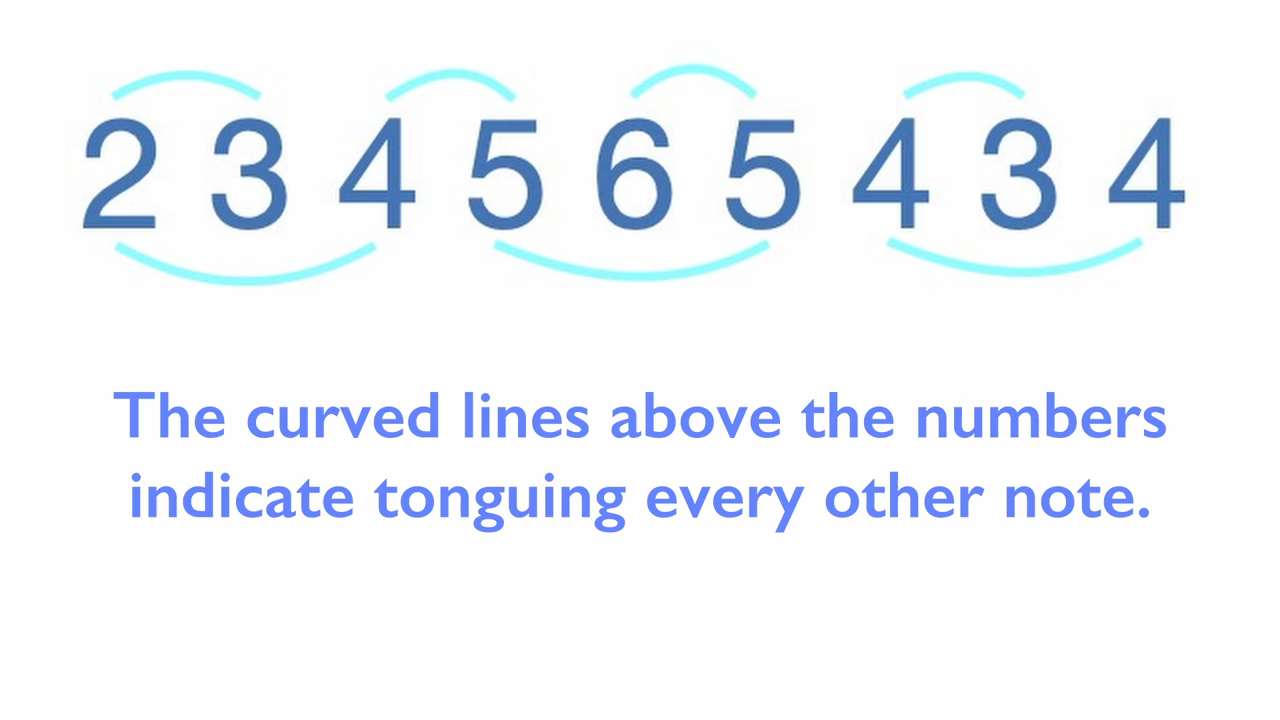 2 3 4 5 6 5 4 3 4
The curved lines above the numbers
indicate tonguing every other note.